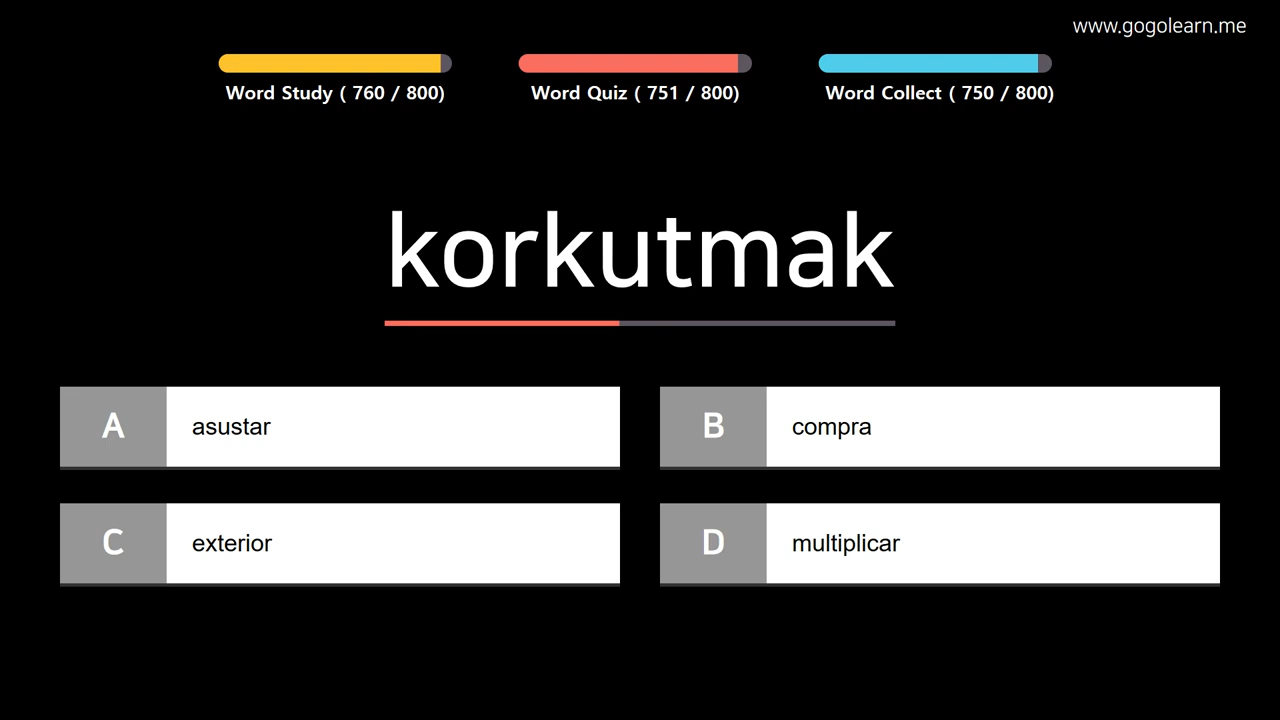 www.gogolearn.me
Word Study ( 760 / 800)
Word Quiz ( 751 / 800)
Word Collect ( 750 / 800)
korkutmak
A
asustar
B
compra
C
exterior
D
multiplicar